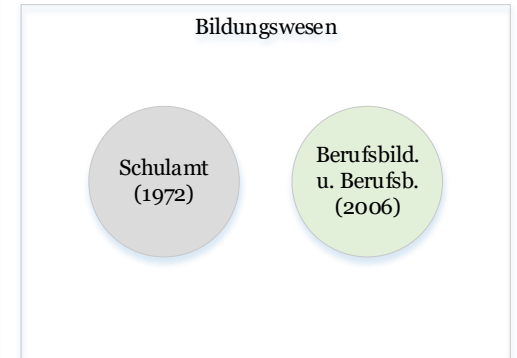 Bildungswesen
Schulamt
(1972)
Berufsbild.
u. Berufsb.
(2006)